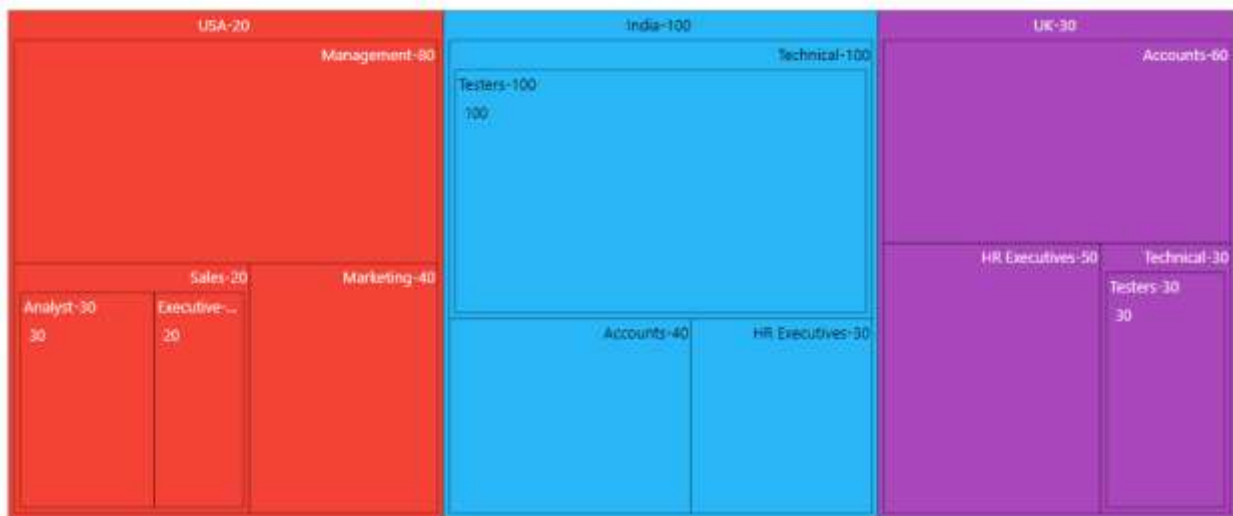 USA-20
Management-80
Sales-20
Analyst-30
30
Executive-...
20
Marketing-40
India-100
Technical-100
Testers-100
100
Accounts-40
HR Executives-30
UK-30
Accounts-60
HR Executives-50
Technical-30
Testers-30
30